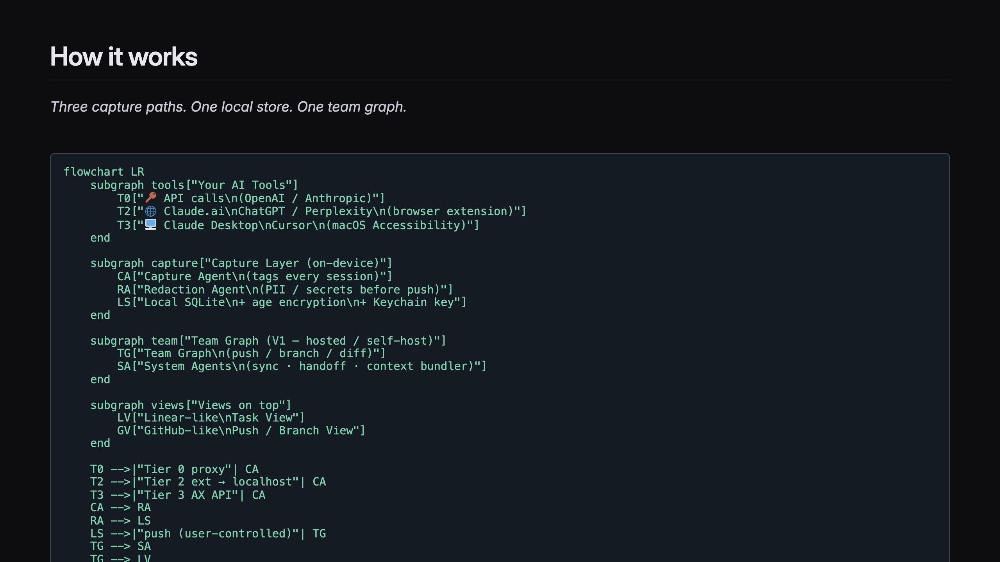 How it works
Three capture paths. One local store. One team graph.
flowchart LR
    subgraph tools["Your AI Tools"]
        T0["🔑 API calls\n(OpenAI / Anthropic)"]
        T2["🌐 Claude.ai\nChatGPT / Perplexity\n(browser extension)"]
        T3["🖥️ Claude Desktop\nCursor\n(macOS Accessibility)"]
    end

    subgraph capture["Capture Layer (on-device)"]
        CA["Capture Agent\n(tags every session)"]
        RA["Redaction Agent\n(PII / secrets before push)"]
        LS["Local SQLite\n+ age encryption\n+ Keychain key"]
    end

    subgraph team["Team Graph (V1 — hosted / self-host)"]
        TG["Team Graph\n(push / branch / diff)"]
        SA["System Agents\n(sync · handoff · context bundler)"]
    end

    subgraph views["Views on top"]
        LV["Linear-like\nTask View"]
        GV["GitHub-like\nPush / Branch View"]
    end

    T0 -->|"Tier 0 proxy"| CA
    T2 -->|"Tier 2 ext → localhost"| CA
    T3 -->|"Tier 3 AX API"| CA
    CA --> RA
    RA --> LS
    LS -->|"push (user-controlled)"| TG
    TG --> SA
    TG --> LV